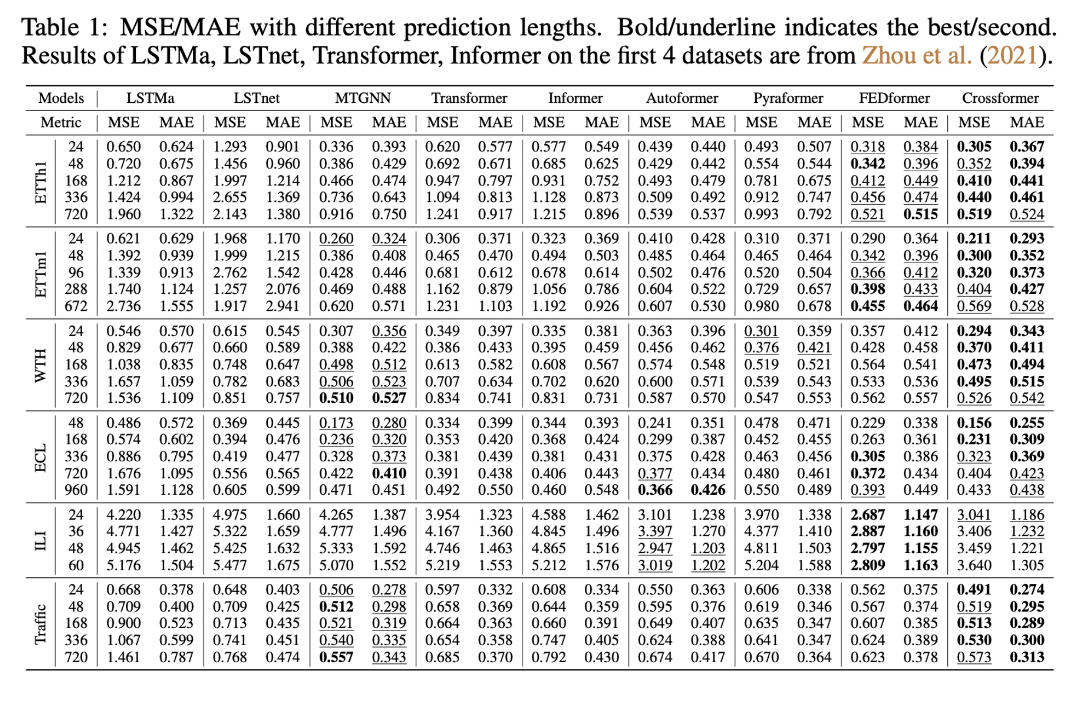 Table 1: MSE/MAE with different prediction lengths. Bold/underline indicates the best/second.
Results of LSTMa, LSTnet, Transformer, Informer on the first 4 datasets are from Zhou et al. (2021).
Models LSTMa LSTnet MTGNN Transformer Informer Autoformer Pyraformer FEDformer Crossformer
Metric MSE MAE MSE MAE MSE MAE MSE MAE MSE MAE MSE MAE MSE MAE MSE MAE MSE MAE
ETTh1
24 0.650 0.624 1.293 0.901 0.336 0.393 0.620 0.577 0.577 0.549 0.439 0.440 0.493 0.507 0.318 0.384 0.305 0.367
48 0.720 0.675 1.456 0.960 0.386 0.429 0.692 0.671 0.685 0.625 0.429 0.442 0.554 0.544 0.342 0.396 0.352 0.394
168 1.212 0.867 1.997 1.214 0.466 0.474 0.947 0.797 0.931 0.752 0.493 0.479 0.781 0.675 0.412 0.449 0.410 0.441
336 1.424 0.994 2.655 1.369 0.736 0.643 1.094 0.813 1.128 0.873 0.509 0.492 0.912 0.747 0.456 0.474 0.440 0.461
720 1.960 1.322 2.143 1.380 0.916 0.750 1.241 0.917 1.215 0.896 0.539 0.537 0.993 0.792 0.521 0.515 0.519 0.524
ETTm1
24 0.621 0.629 1.968 1.170 0.260 0.324 0.306 0.371 0.323 0.369 0.410 0.428 0.310 0.371 0.290 0.364 0.211 0.293
48 1.392 0.939 1.999 1.215 0.386 0.408 0.465 0.470 0.494 0.503 0.485 0.464 0.465 0.464 0.342 0.396 0.300 0.352
96 1.339 0.913 2.762 1.542 0.428 0.446 0.681 0.612 0.678 0.614 0.502 0.476 0.520 0.504 0.366 0.412 0.320 0.373
288 1.740 1.124 1.257 2.076 0.469 0.488 1.162 0.879 1.056 0.786 0.604 0.522 0.729 0.657 0.398 0.433 0.404 0.427
672 2.736 1.555 1.917 2.941 0.620 0.571 1.231 1.103 1.192 0.926 0.607 0.530 0.980 0.678 0.455 0.464 0.569 0.528
WTH
24 0.546 0.570 0.615 0.545 0.307 0.356 0.349 0.397 0.335 0.381 0.363 0.396 0.301 0.359 0.357 0.412 0.294 0.343
48 0.829 0.677 0.660 0.589 0.388 0.422 0.386 0.433 0.395 0.459 0.456 0.462 0.376 0.421 0.428 0.458 0.370 0.411
168 1.038 0.835 0.748 0.647 0.498 0.512 0.613 0.582 0.608 0.567 0.574 0.548 0.519 0.521 0.564 0.541 0.473 0.494
336 1.657 1.059 0.782 0.683 0.506 0.523 0.707 0.634 0.702 0.620 0.600 0.571 0.539 0.543 0.533 0.536 0.495 0.515
720 1.536 1.109 0.851 0.757 0.510 0.527 0.834 0.741 0.831 0.731 0.587 0.570 0.547 0.553 0.562 0.557 0.526 0.542
ECL
48 0.486 0.572 0.369 0.445 0.173 0.280 0.334 0.399 0.344 0.393 0.241 0.351 0.478 0.471 0.229 0.338 0.156 0.255
168 0.574 0.602 0.394 0.476 0.236 0.320 0.353 0.420 0.368 0.424 0.299 0.387 0.452 0.455 0.263 0.361 0.231 0.309
336 0.886 0.795 0.419 0.477 0.328 0.373 0.381 0.439 0.381 0.431 0.375 0.428 0.463 0.456 0.305 0.386 0.323 0.369
720 1.676 1.095 0.556 0.565 0.422 0.410 0.391 0.438 0.406 0.443 0.377 0.434 0.480 0.461 0.372 0.434 0.404 0.423
960 1.591 1.128 0.605 0.599 0.471 0.451 0.492 0.550 0.460 0.548 0.366 0.426 0.550 0.489 0.393 0.449 0.433 0.438
ILI
24 4.220 1.335 4.975 1.660 4.265 1.387 3.954 1.323 4.588 1.462 3.101 1.238 3.970 1.338 2.687 1.147 3.041 1.186
36 4.771 1.427 5.322 1.659 4.777 1.496 4.167 1.360 4.845 1.496 3.397 1.270 4.377 1.410 2.887 1.160 3.406 1.232
48 4.945 1.462 5.425 1.632 5.333 1.592 4.746 1.463 4.865 1.516 2.947 1.203 4.811 1.503 2.797 1.155 3.459 1.221
60 5.176 1.504 5.477 1.675 5.070 1.552 5.219 1.553 5.212 1.576 3.019 1.202 5.204 1.588 2.809 1.163 3.640 1.305
Traffic
24 0.668 0.378 0.648 0.403 0.506 0.278 0.597 0.332 0.608 0.334 0.550 0.363 0.606 0.338 0.562 0.375 0.491 0.274
48 0.709 0.400 0.709 0.425 0.512 0.298 0.658 0.369 0.644 0.359 0.595 0.376 0.619 0.346 0.567 0.374 0.519 0.295
168 0.900 0.523 0.713 0.435 0.521 0.319 0.664 0.363 0.660 0.391 0.649 0.407 0.635 0.347 0.607 0.385 0.513 0.289
336 1.067 0.599 0.741 0.451 0.540 0.335 0.654 0.358 0.747 0.405 0.624 0.388 0.641 0.347 0.624 0.389 0.530 0.300
720 1.461 0.787 0.768 0.474 0.557 0.343 0.685 0.370 0.792 0.430 0.674 0.417 0.670 0.364 0.623 0.378 0.573 0.313